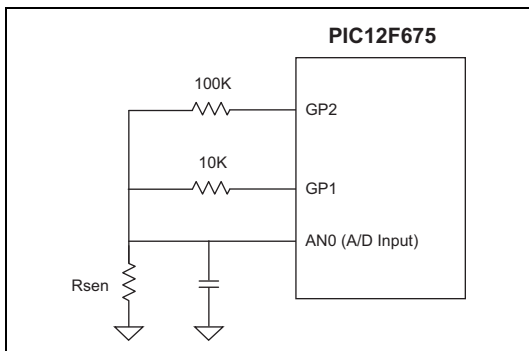 PIC12F675
100K
GP2
10K
GP1
AN0 (A/D Input)
Rsen